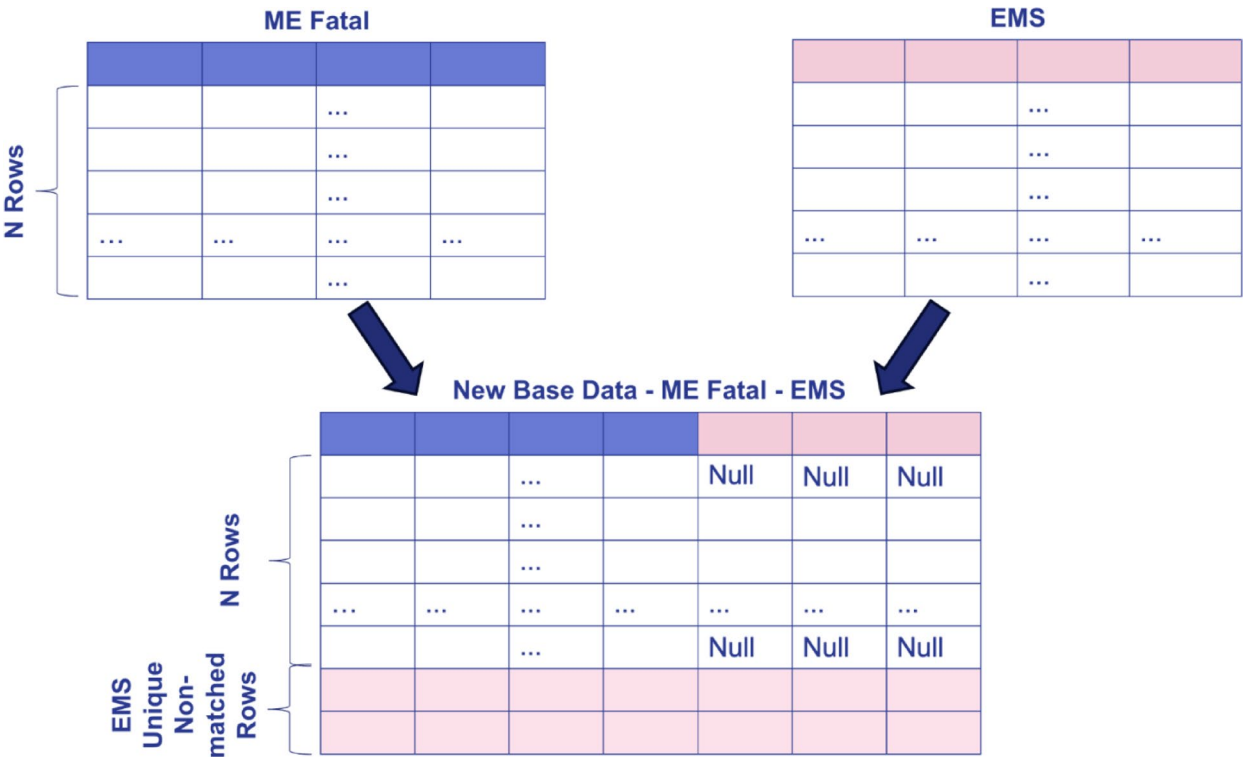 ME Fatal
EMS
N Rows
...
...
...
... ... ... ...
...
...
...
...
... ... ... ...
...
New Base Data - ME Fatal - EMS
N Rows
... Null Null Null
...
...
... ... ... ... ... ... ...
... Null Null Null
EMS
Unique
Non-
matched
Rows